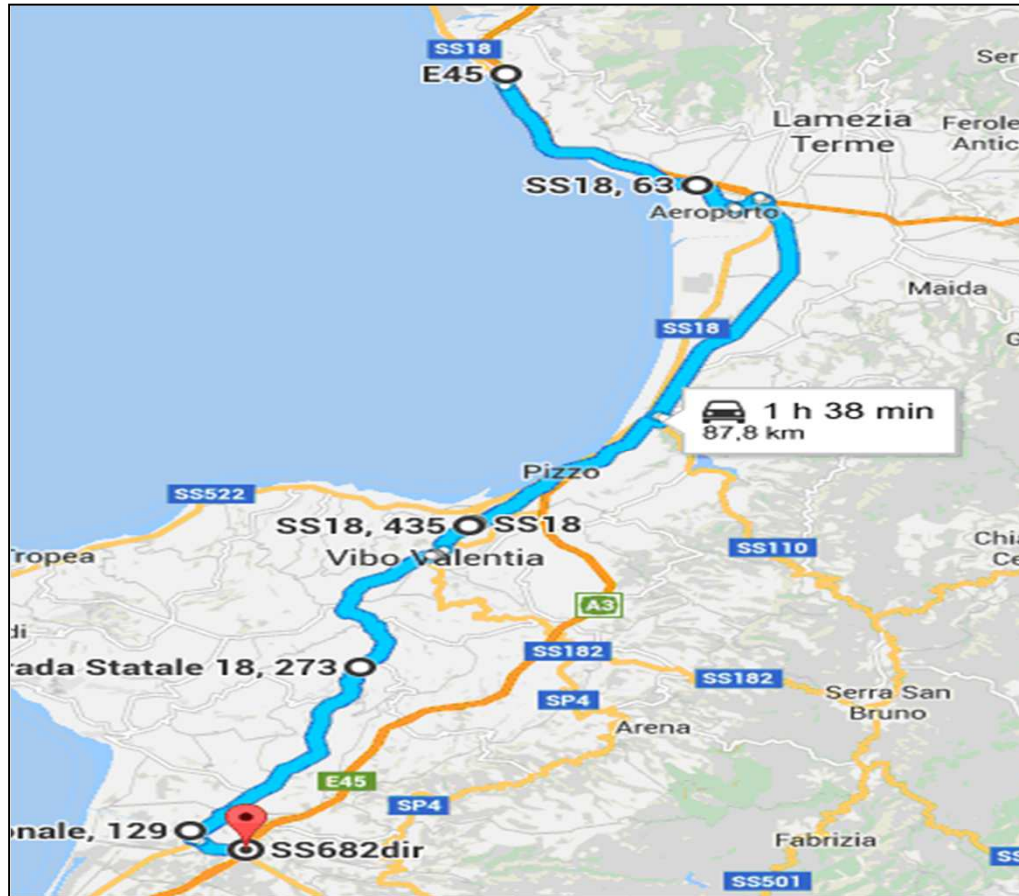 SS18
E45
Ser
Lamezia
Terme
Ferole
Antic
SS18, 63
Aeroporto
Maida
SS18
G
1 h 38 min
87,8 km
Pizzo
SS522
SS18, 435
SS18
Vibo Valentia
Tropea
SS110
Chia
Ce
A3
di
SS182
rada Statale 18, 273
SS182
SP4
Serra San
Bruno
Arena
E45
SP4
onale, 129
SS682dir
Fabrizia
SS
SS501